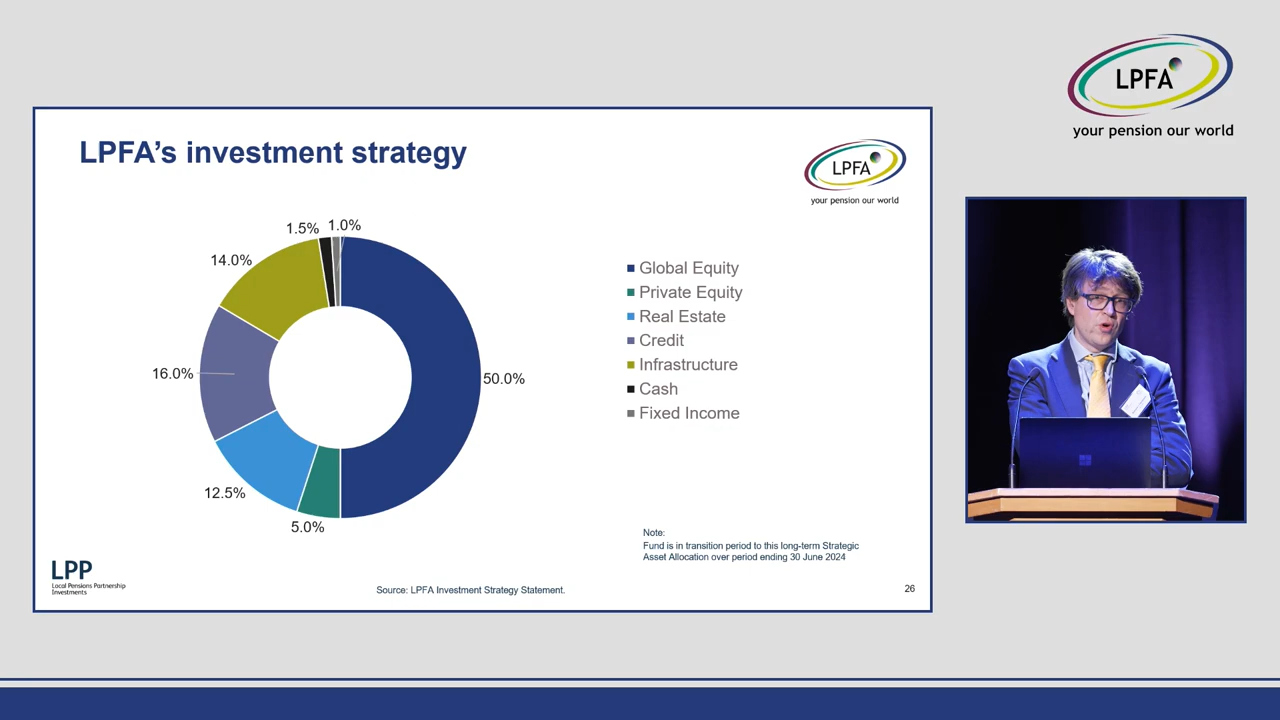 LPFA
your pension our world
LPFA's investment strategy
LPFA
your pension our world
1.5%
1.0%
14.0%
16.0%
50.0%
12.5%
5.0%
Global Equity
Private Equity
Real Estate
Credit
Infrastructure
Cash
Fixed Income
Note:
Fund is in transition period to this long-term Strategic
Asset Allocation over period ending 30 June 2024
LPP
Local Pensions Partnership
Investments
Source: LPFA Investment Strategy Statement.
26